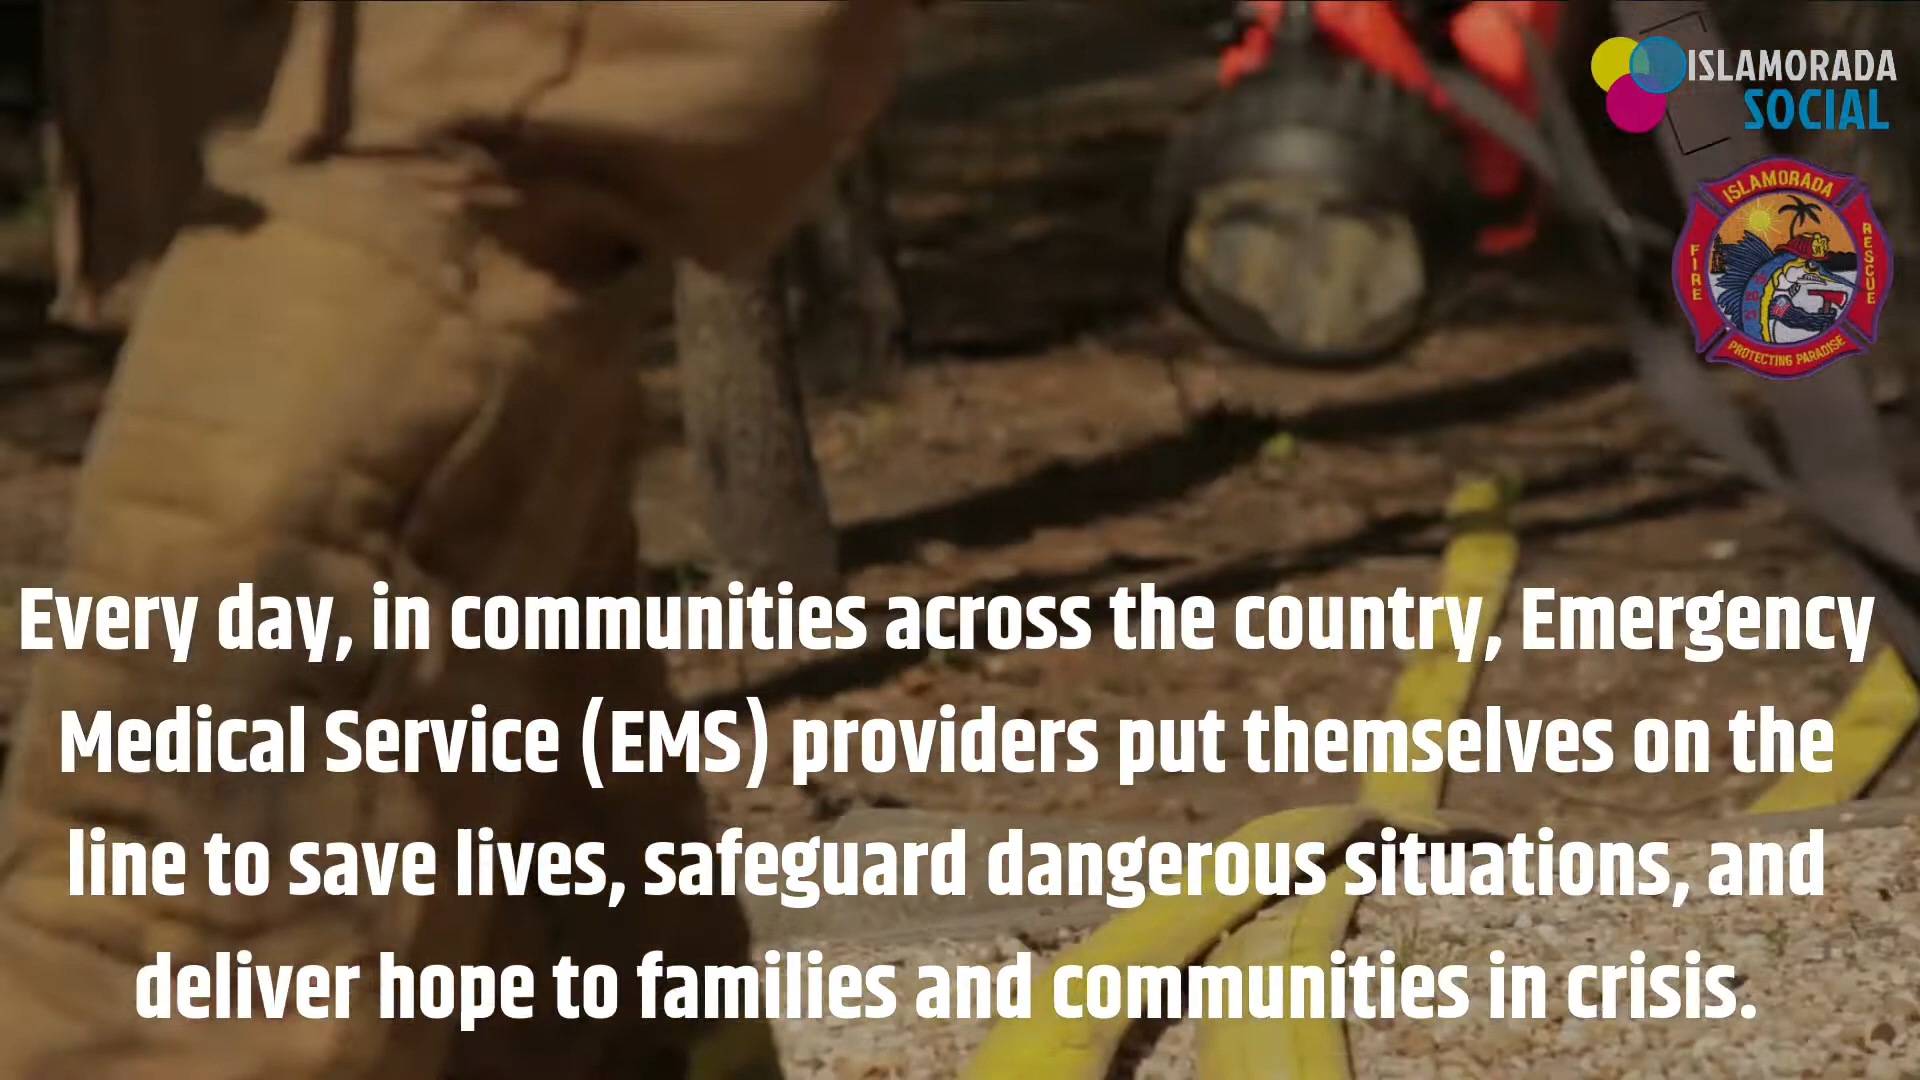 ISLAMORADA
SOCIAL
ISLAMORADA
FIRE
RESCUE
PROTECTING PARADISE
Every day, in communities across the country, Emergency
Medical Service (EMS) providers put themselves on the
line to save lives, safeguard dangerous situations, and
deliver hope to families and communities in crisis.